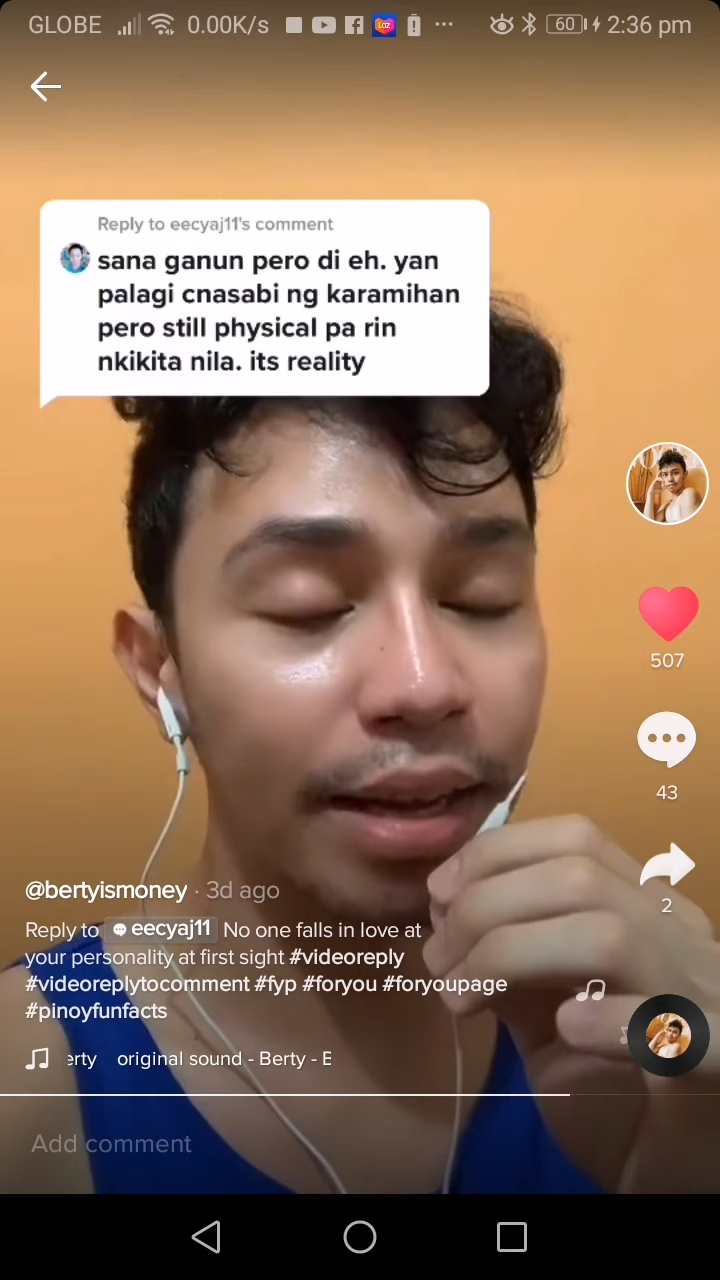 GLOBE 0.00K/s 60 2:36 pm
Reply to eecyaj11's comment
sana ganun pero di eh. yan
palagi cnasabi ng karamihan
pero still physical pa rin
nkikita nila. its reality
507
43
2
@bertyismoney · 3d ago
Reply to eecyaj11 No one falls in love at
your personality at first sight #videoreply
#videoreplytocomment #fyp #foryou #foryoupage
#pinoyfunfacts
erty original sound - Berty - E
Add comment